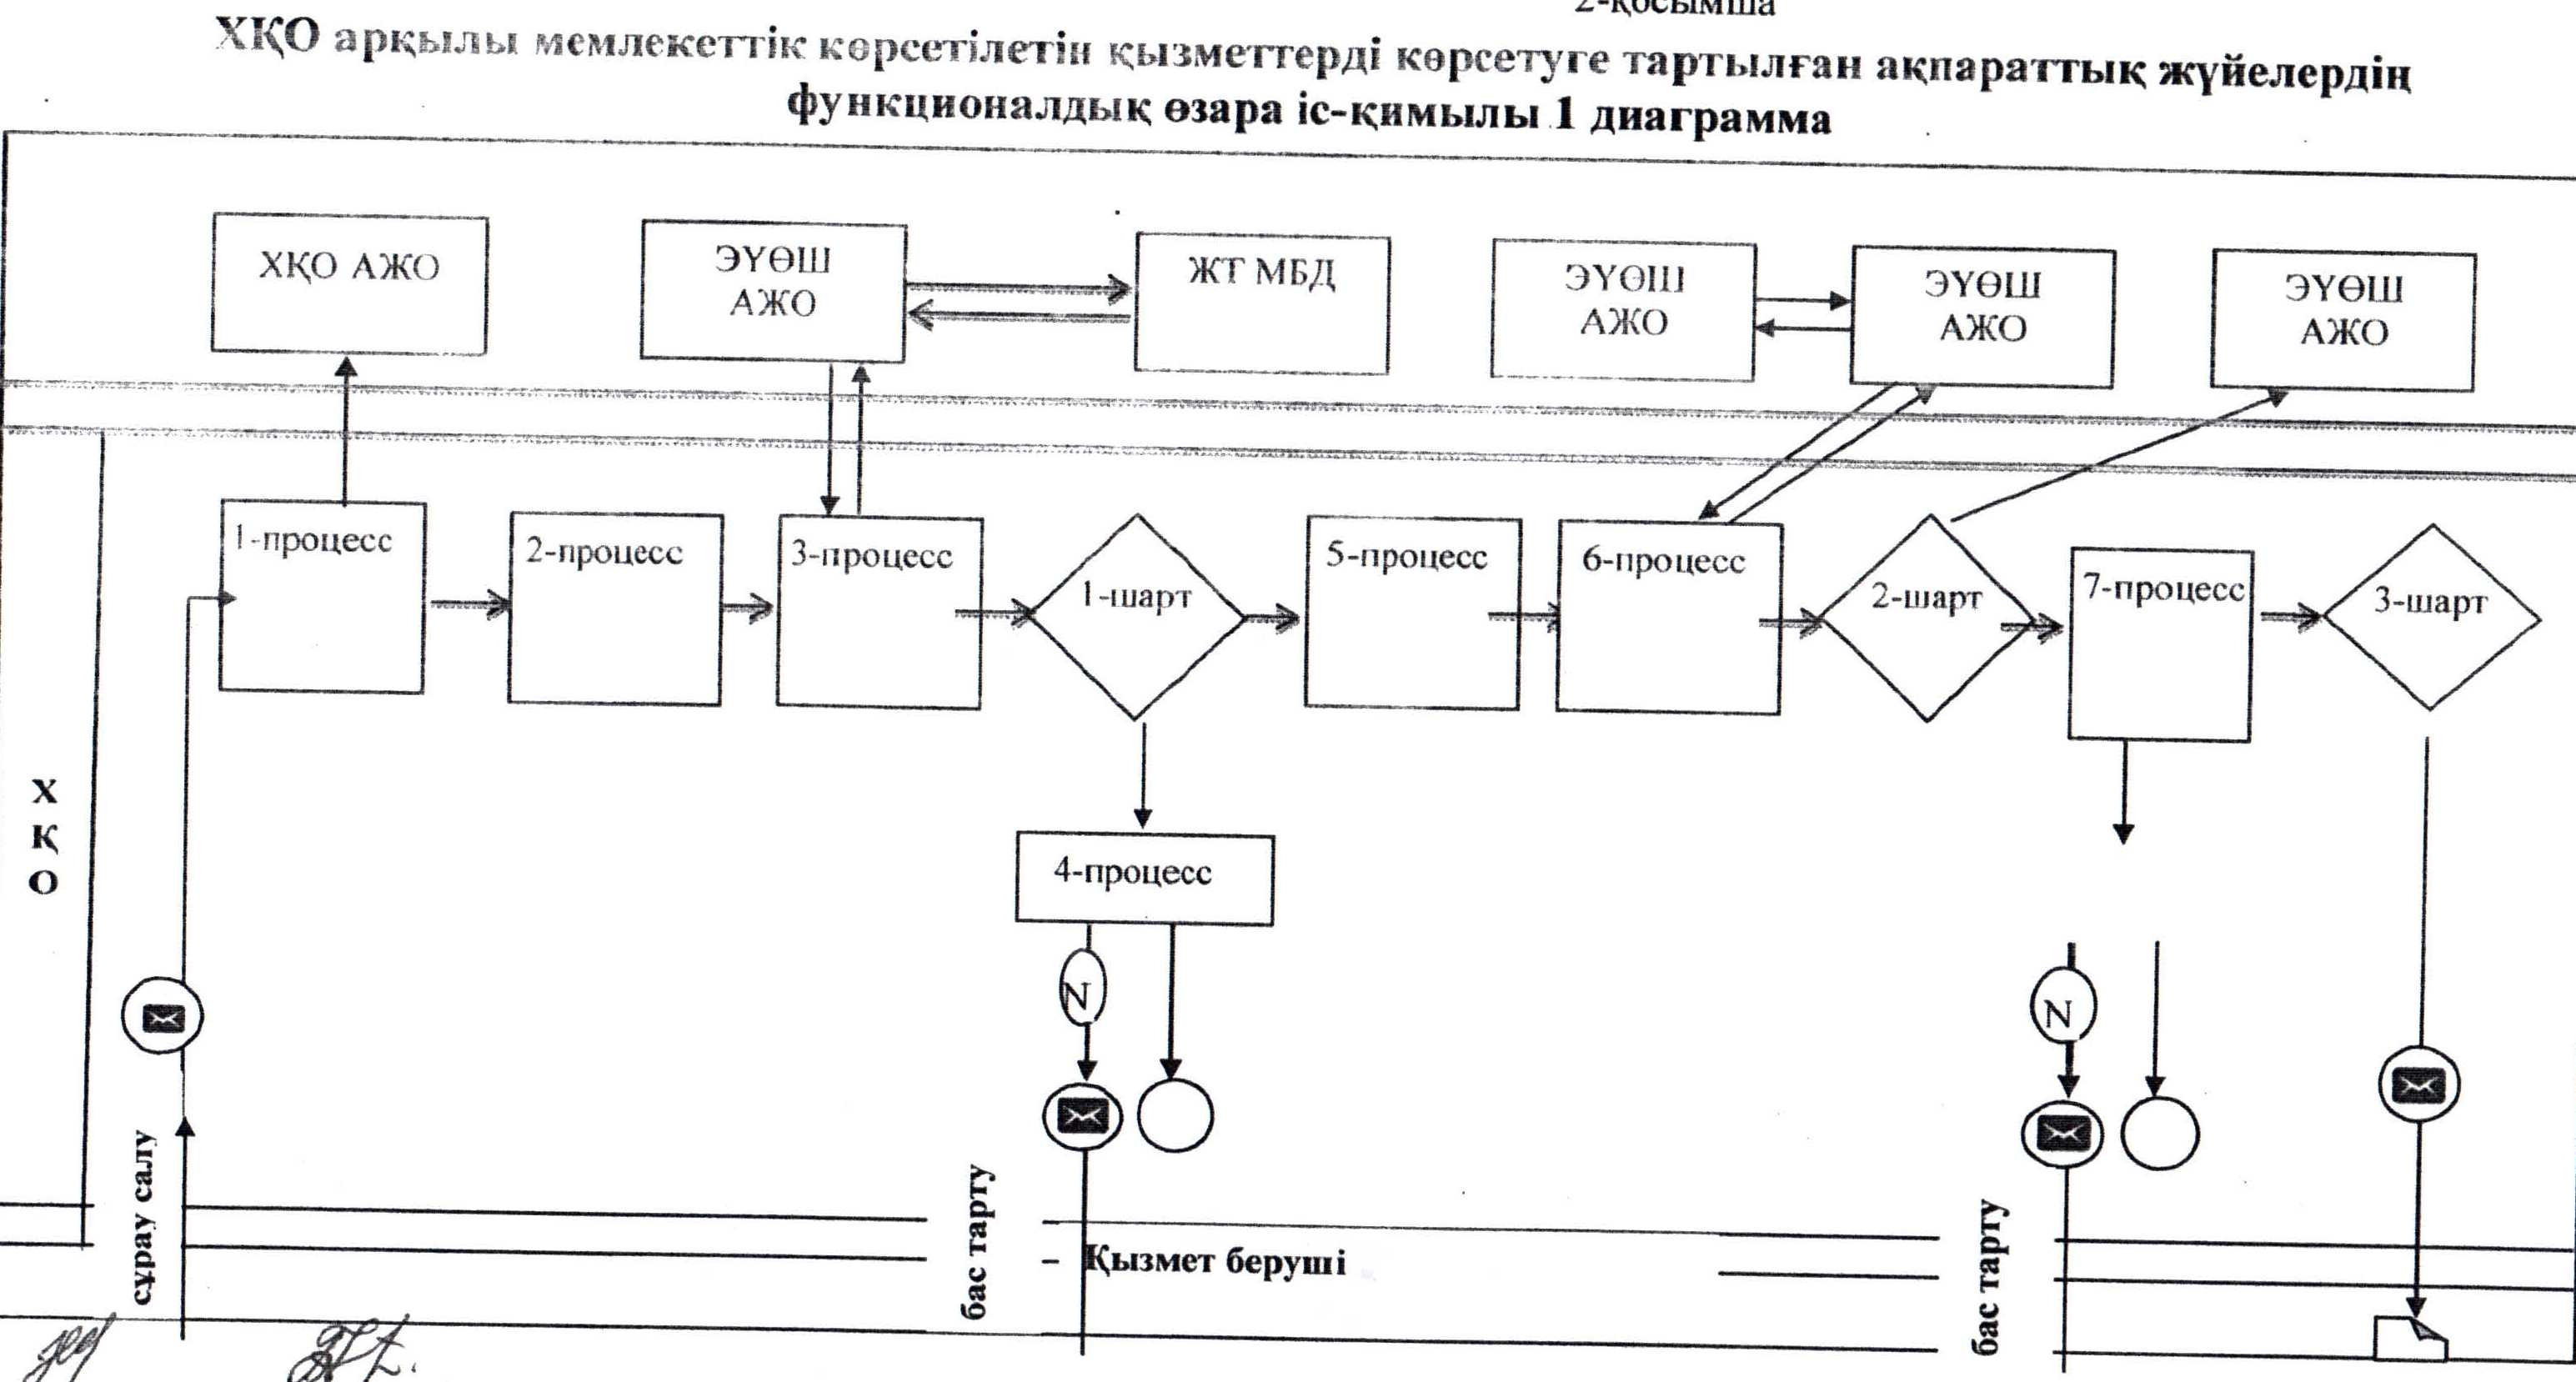 2-қосымша
ХҚО арқылы мемлекеттік көрсетілетін қызметтерді көрсетуге тартылған ақпараттық жүйелердің
функционалдық өзара іс-қимылы 1 диаграмма
ХҚО АЖО
ЭҮӨШ
АЖО
ЖТ МБД
ЭҮӨШ
АЖО
ЭҮӨШ
АЖО
ЭҮӨШ
АЖО
1-процесс
2-процесс
3-процесс
1-шарт
5-процесс
6-процесс
2-шарт
7-процесс
3-шарт
Х
Қ
О
4-процесс
N
N
сұрау салу
бас тарту
Қызмет беруші
бас тарту